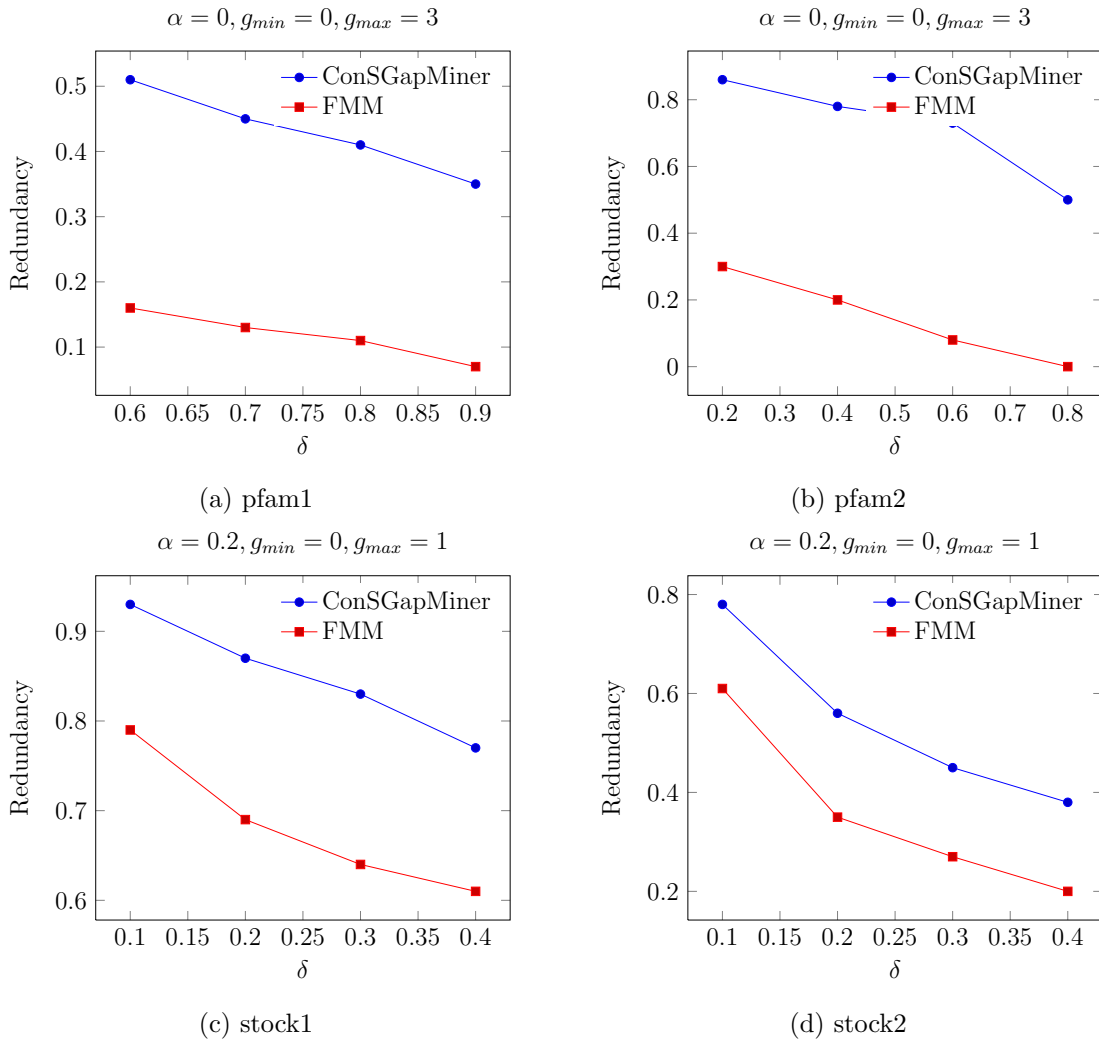 α = 0, g_min = 0, g_max = 3
ConSGapMiner
FMM
0.5
0.4
0.3
0.2
0.1
Redundancy
0.6 0.65 0.7 0.75 0.8 0.85 0.9
δ
(a) pfam1
α = 0, g_min = 0, g_max = 3
ConSGapMiner
FMM
0.8
0.6
0.4
0.2
0
Redundancy
0.2 0.3 0.4 0.5 0.6 0.7 0.8
δ
(b) pfam2
α = 0.2, g_min = 0, g_max = 1
ConSGapMiner
FMM
0.9
0.8
0.7
0.6
Redundancy
0.1 0.15 0.2 0.25 0.3 0.35 0.4
δ
(c) stock1
α = 0.2, g_min = 0, g_max = 1
ConSGapMiner
FMM
0.8
0.6
0.4
0.2
Redundancy
0.1 0.15 0.2 0.25 0.3 0.35 0.4
δ
(d) stock2